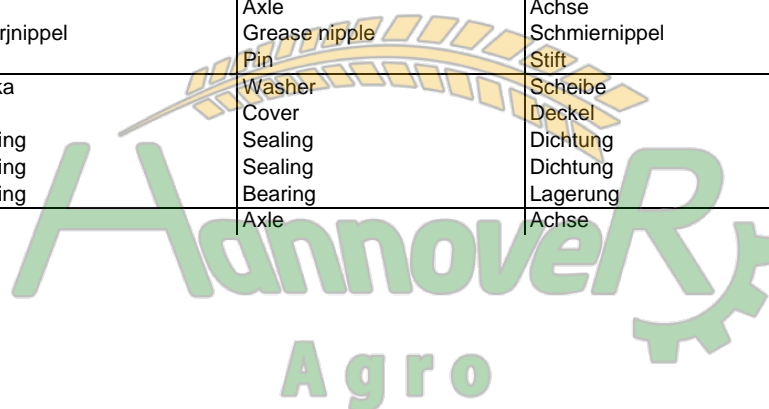 Axle Achse
rjnippel Grease nipple Schmiernippel
Pin Stift
ka Washer Scheibe
Cover Deckel
ing Sealing Dichtung
ing Sealing Dichtung
ing Bearing Lagerung
Axle Achse
HannoveR
Agro